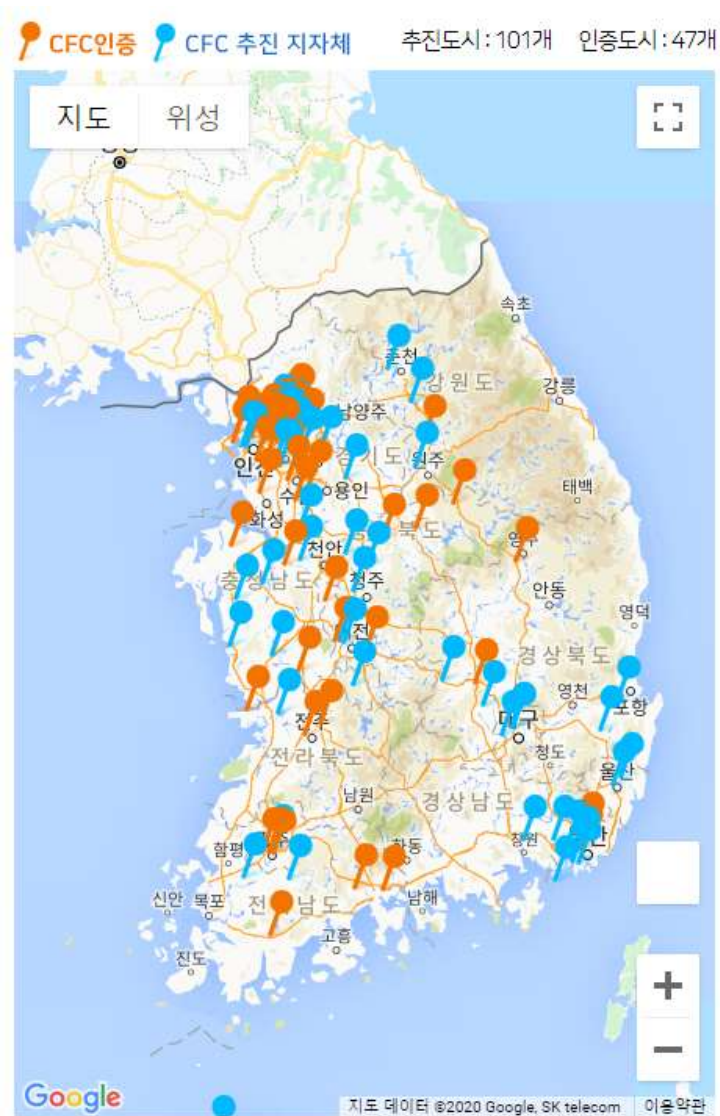 CFC인증 CFC 추진 지자체 추진도시 : 101개 인증도시 : 47개
지도 위성
속초
춘천
강원도
강릉
남양주
경기도
원주
인천
수
용인
태백
화성
북도
천안
영주
충청남도
청주
안동
영덕
대전
경상북도
영천
포항
전주
대구
청도
전라북도
울산
남원
경상남도
함평
하동
창원
신안 목포
전 남도
남해
고흥
진도
Google
지도 데이터 ©2020 Google, SK telecom 이용약관